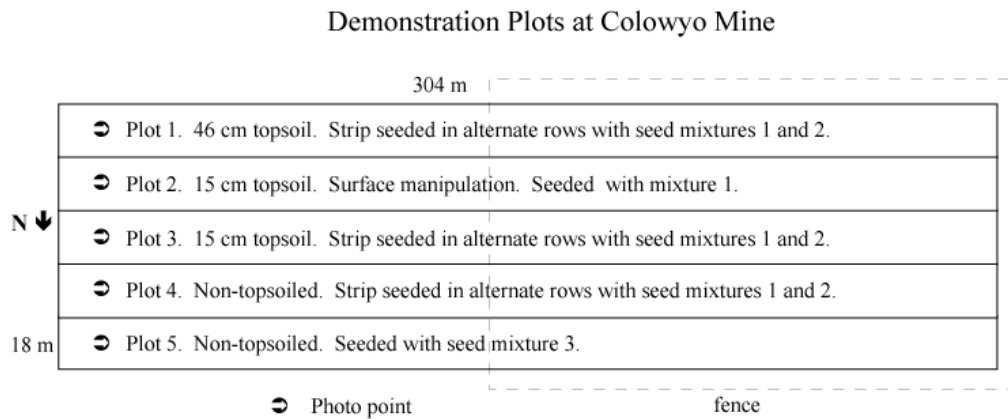 Demonstration Plots at Colowyo Mine
304 m
Plot 1. 46 cm topsoil. Strip seeded in alternate rows with seed mixtures 1 and 2.
Plot 2. 15 cm topsoil. Surface manipulation. Seeded with mixture 1.
N
Plot 3. 15 cm topsoil. Strip seeded in alternate rows with seed mixtures 1 and 2.
Plot 4. Non-topsoiled. Strip seeded in alternate rows with seed mixtures 1 and 2.
18 m
Plot 5. Non-topsoiled. Seeded with seed mixture 3.
Photo point
fence